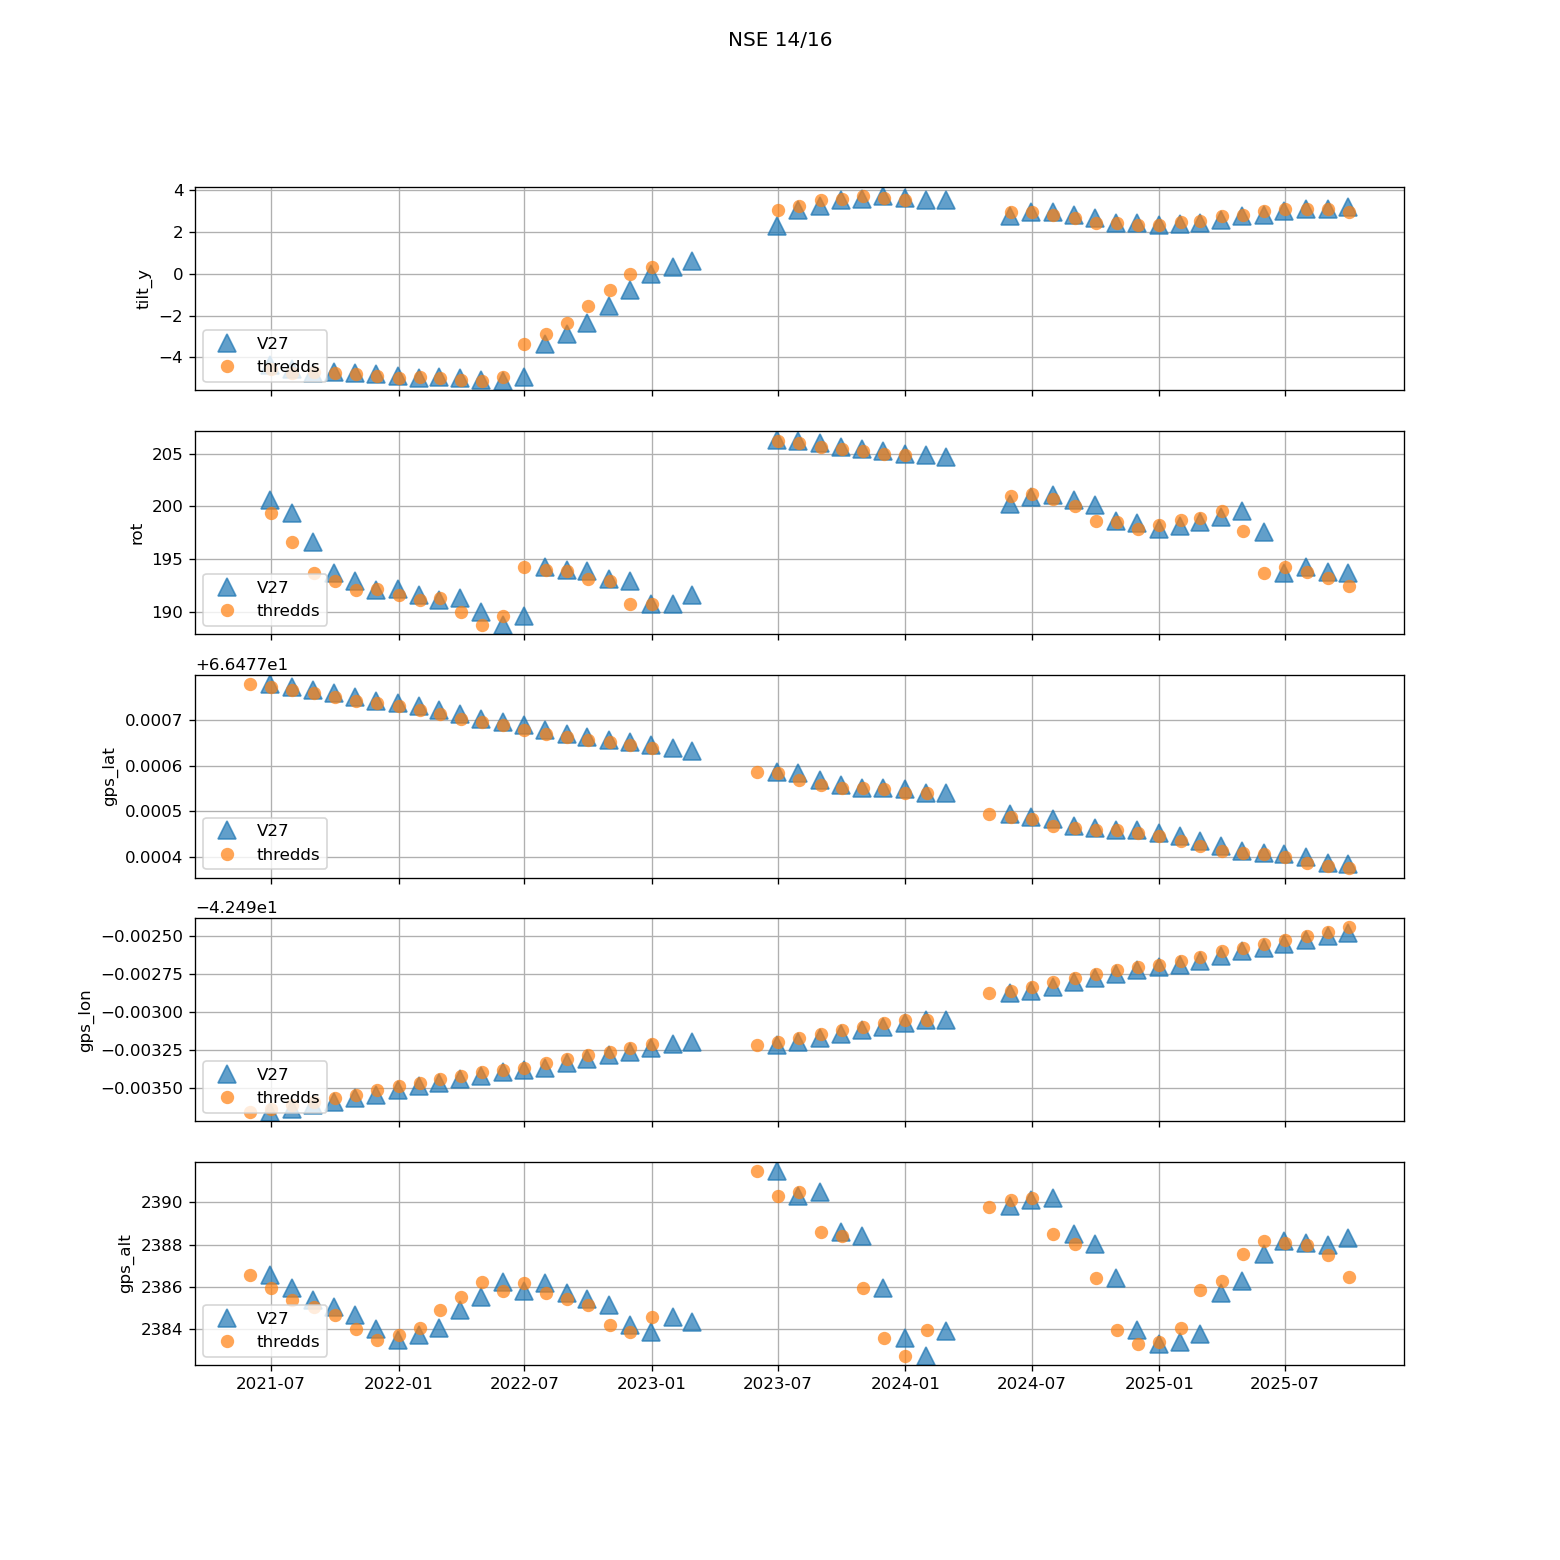 NSE 14/16
4
2
0
−2
−4
tilt_y
V27
thredds
205
200
195
190
rot
V27
thredds
+6.6477e1
0.0007
0.0006
0.0005
0.0004
gps_lat
V27
thredds
−4.249e1
−0.00250
−0.00275
−0.00300
−0.00325
−0.00350
gps_lon
V27
thredds
2390
2388
2386
2384
gps_alt
V27
thredds
2021-07 2022-01 2022-07 2023-01 2023-07 2024-01 2024-07 2025-01 2025-07